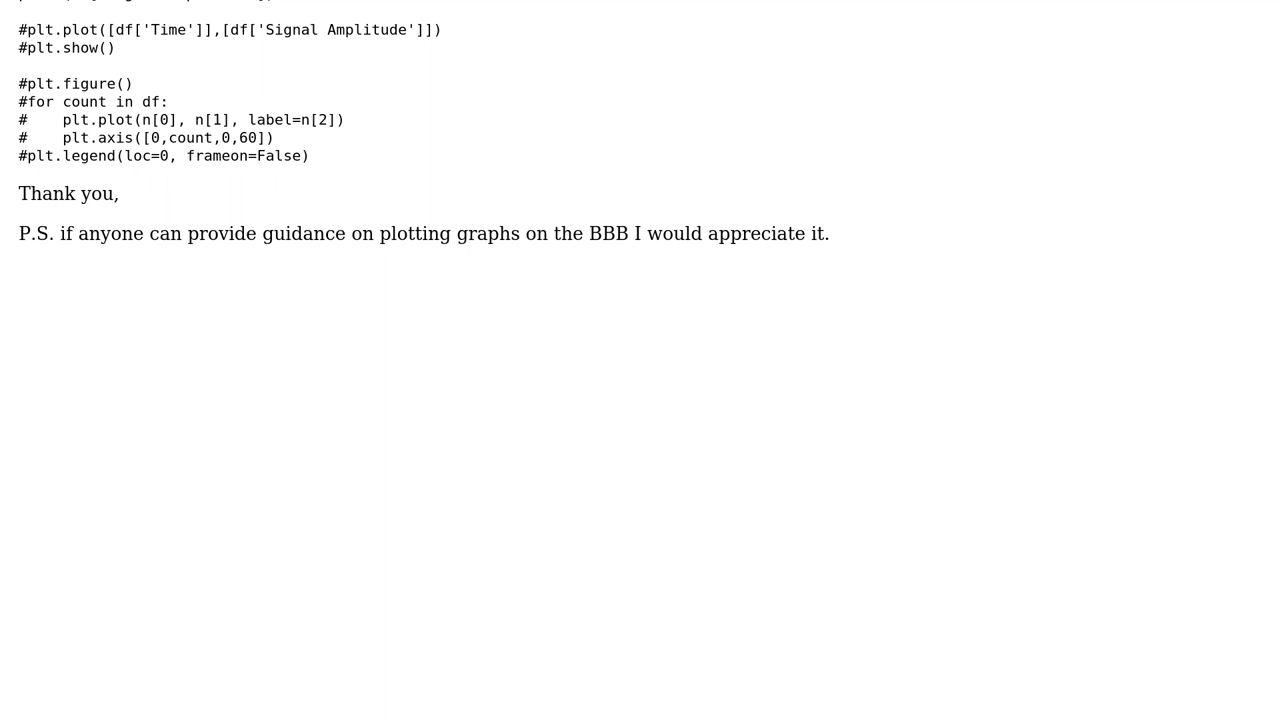 #plt.plot([df['Time']],[df['Signal Amplitude']])
#plt.show()
#plt.figure()
#for count in df:
#    plt.plot(n[0], n[1], label=n[2])
#    plt.axis([0,count,0,60])
#plt.legend(loc=0, frameon=False)
Thank you,
P.S. if anyone can provide guidance on plotting graphs on the BBB I would appreciate it.